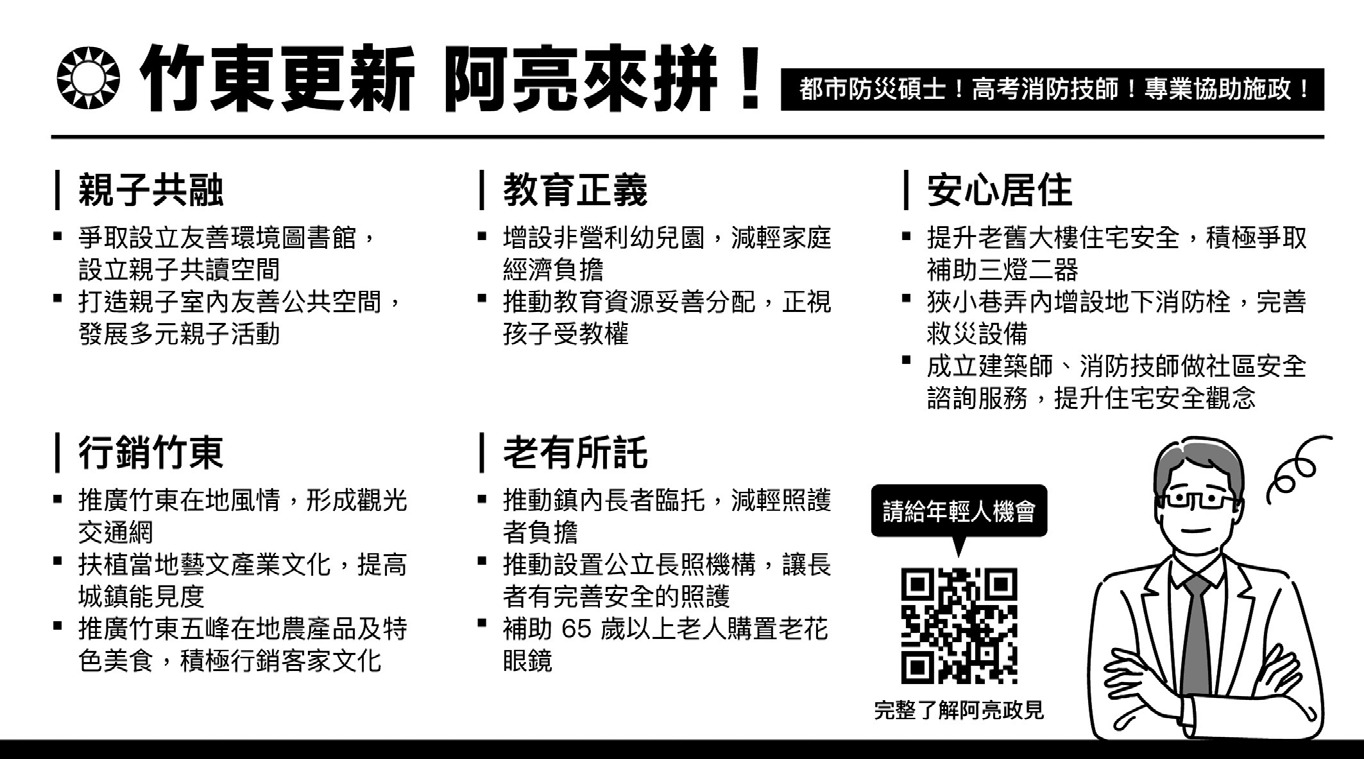 竹東更新 阿亮來拼！
都市防災碩士！高考消防技師！專業協助施政！
親子共融
▪ 爭取設立友善環境圖書館，
設立親子共讀空間
▪ 打造親子室內友善公共空間，
發展多元親子活動
教育正義
▪ 增設非營利幼兒園，減輕家庭
經濟負擔
▪ 推動教育資源妥善分配，正視
孩子受教權
安心居住
▪ 提升老舊大樓住宅安全，積極爭取
補助三燈二器
▪ 狹小巷弄內增設地下消防栓，完善
救災設備
▪ 成立建築師、消防技師做社區安全
諮詢服務，提升住宅安全觀念
行銷竹東
▪ 推廣竹東在地風情，形成觀光
交通網
▪ 扶植當地藝文產業文化，提高
城鎮能見度
▪ 推廣竹東五峰在地農產品及特
色美食，積極行銷客家文化
老有所託
▪ 推動鎮內長者臨托，減輕照護
者負擔
▪ 推動設置公立長照機構，讓長
者有完善安全的照護
▪ 補助 65 歲以上老人購置老花
眼鏡
請給年輕人機會
完整了解阿亮政見